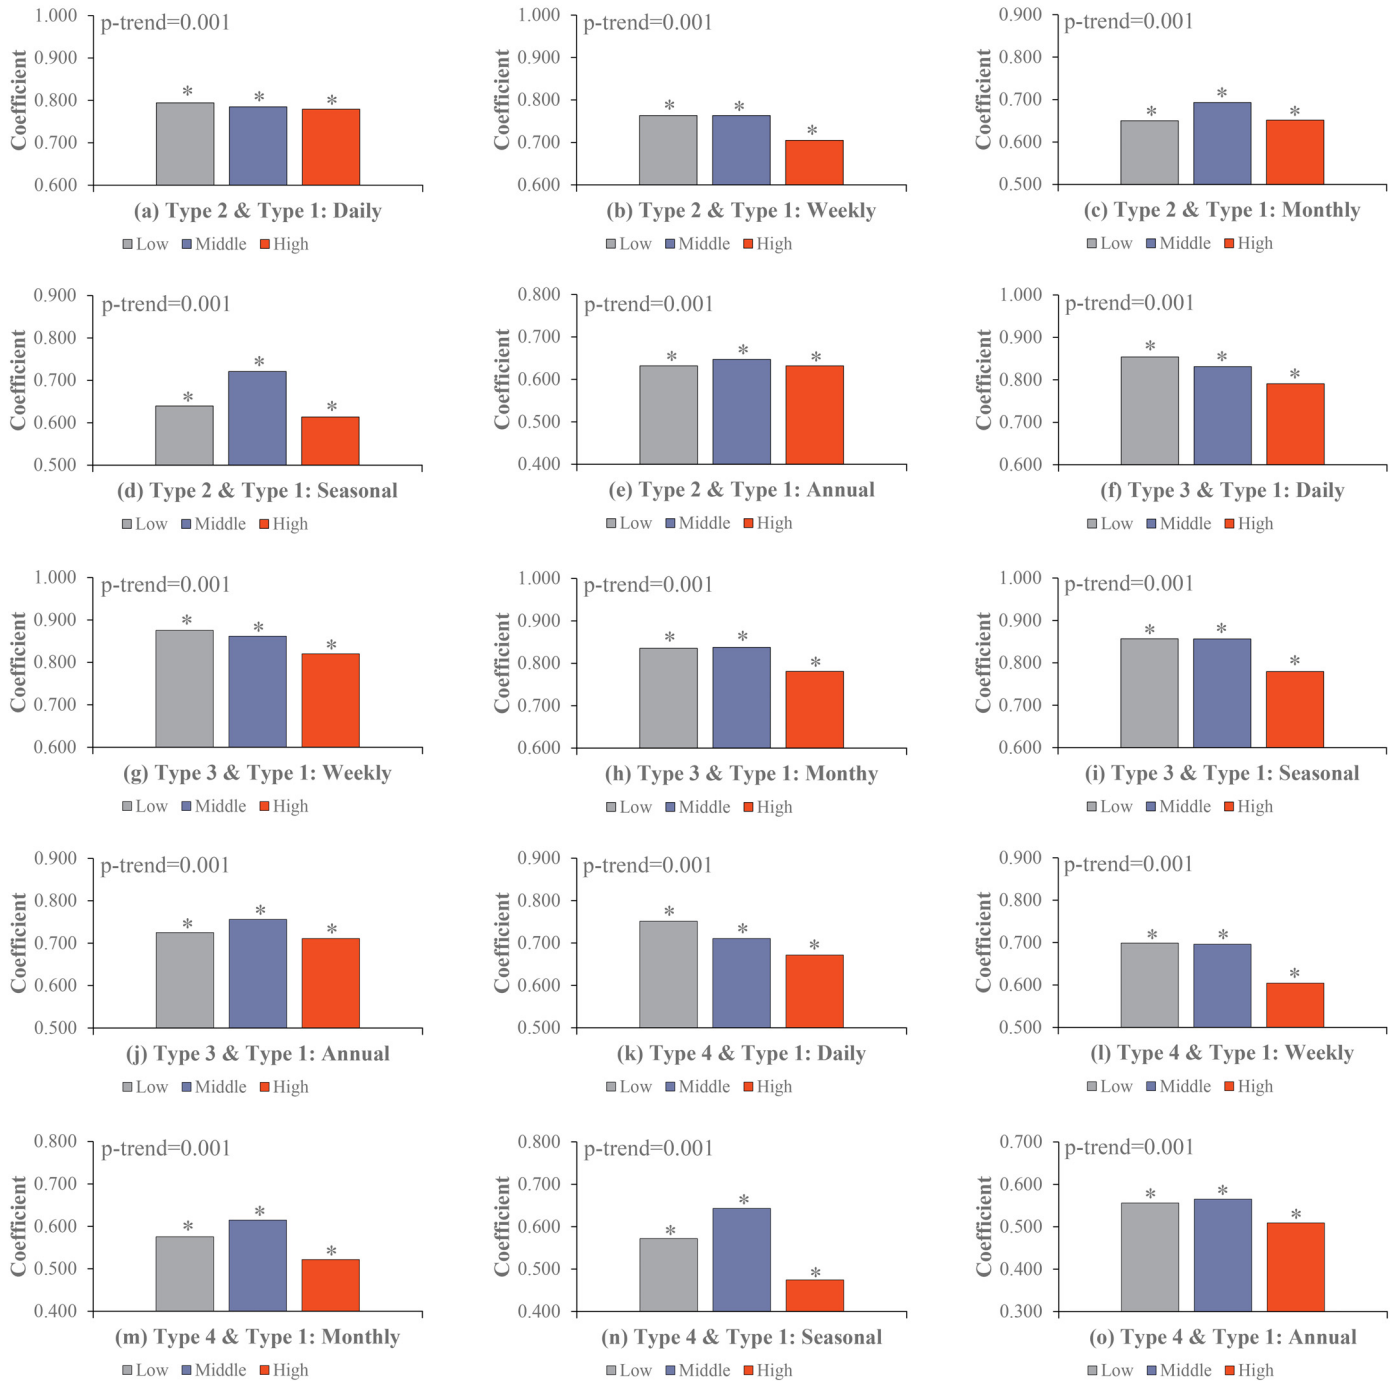 p-trend=0.001
1.000
0.900
0.800
0.700
0.600
Coefficient
* * *
(a) Type 2 & Type 1: Daily
Low Middle High
p-trend=0.001
1.000
0.900
0.800
0.700
0.600
Coefficient
* * *
(b) Type 2 & Type 1: Weekly
Low Middle High
p-trend=0.001
0.900
0.800
0.700
0.600
0.500
Coefficient
* * *
(c) Type 2 & Type 1: Monthly
Low Middle High
p-trend=0.001
0.900
0.800
0.700
0.600
0.500
Coefficient
* * *
(d) Type 2 & Type 1: Seasonal
Low Middle High
p-trend=0.001
0.800
0.700
0.600
0.500
0.400
Coefficient
* * *
(e) Type 2 & Type 1: Annual
Low Middle High
p-trend=0.001
1.000
0.900
0.800
0.700
0.600
Coefficient
* * *
(f) Type 3 & Type 1: Daily
Low Middle High
p-trend=0.001
1.000
0.900
0.800
0.700
0.600
Coefficient
* * *
(g) Type 3 & Type 1: Weekly
Low Middle High
p-trend=0.001
1.000
0.900
0.800
0.700
0.600
Coefficient
* * *
(h) Type 3 & Type 1: Monthy
Low Middle High
p-trend=0.001
1.000
0.900
0.800
0.700
0.600
Coefficient
* * *
(i) Type 3 & Type 1: Seasonal
Low Middle High
p-trend=0.001
0.900
0.800
0.700
0.600
0.500
Coefficient
* * *
(j) Type 3 & Type 1: Annual
Low Middle High
p-trend=0.001
0.900
0.800
0.700
0.600
0.500
Coefficient
* * *
(k) Type 4 & Type 1: Daily
Low Middle High
p-trend=0.001
0.900
0.800
0.700
0.600
0.500
Coefficient
* * *
(l) Type 4 & Type 1: Weekly
Low Middle High
p-trend=0.001
0.800
0.700
0.600
0.500
0.400
Coefficient
* * *
(m) Type 4 & Type 1: Monthly
Low Middle High
p-trend=0.001
0.800
0.700
0.600
0.500
0.400
Coefficient
* * *
(n) Type 4 & Type 1: Seasonal
Low Middle High
p-trend=0.001
0.700
0.600
0.500
0.400
0.300
Coefficient
* * *
(o) Type 4 & Type 1: Annual
Low Middle High